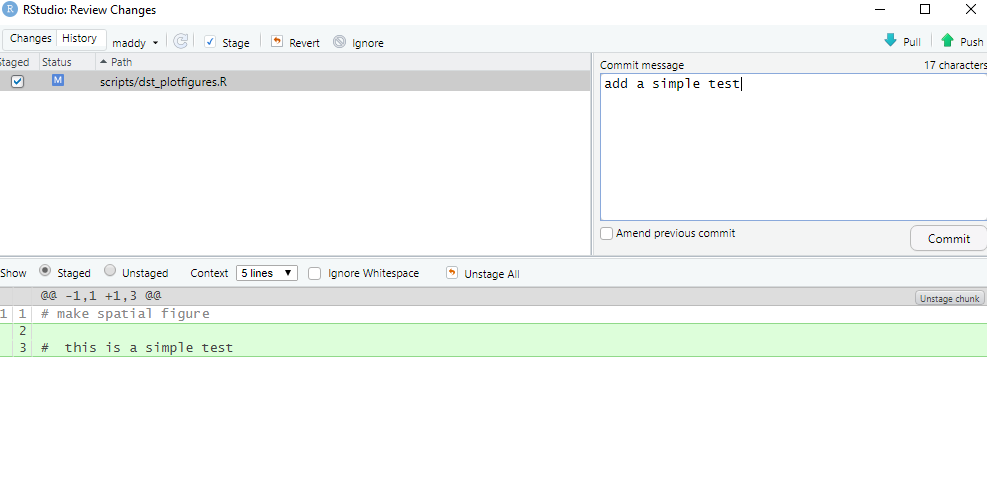 R RStudio: Review Changes
Changes History maddy Stage Revert Ignore Pull Push
Staged Status Path
M scripts/dst_plotfigures.R
Commit message 17 characters
add a simple test
Amend previous commit
Commit
Show Staged Unstaged Context 5 lines Ignore Whitespace Unstage All
@@ -1,1 +1,3 @@ Unstage chunk
1 1 # make spatial figure
2
3 #  this is a simple test